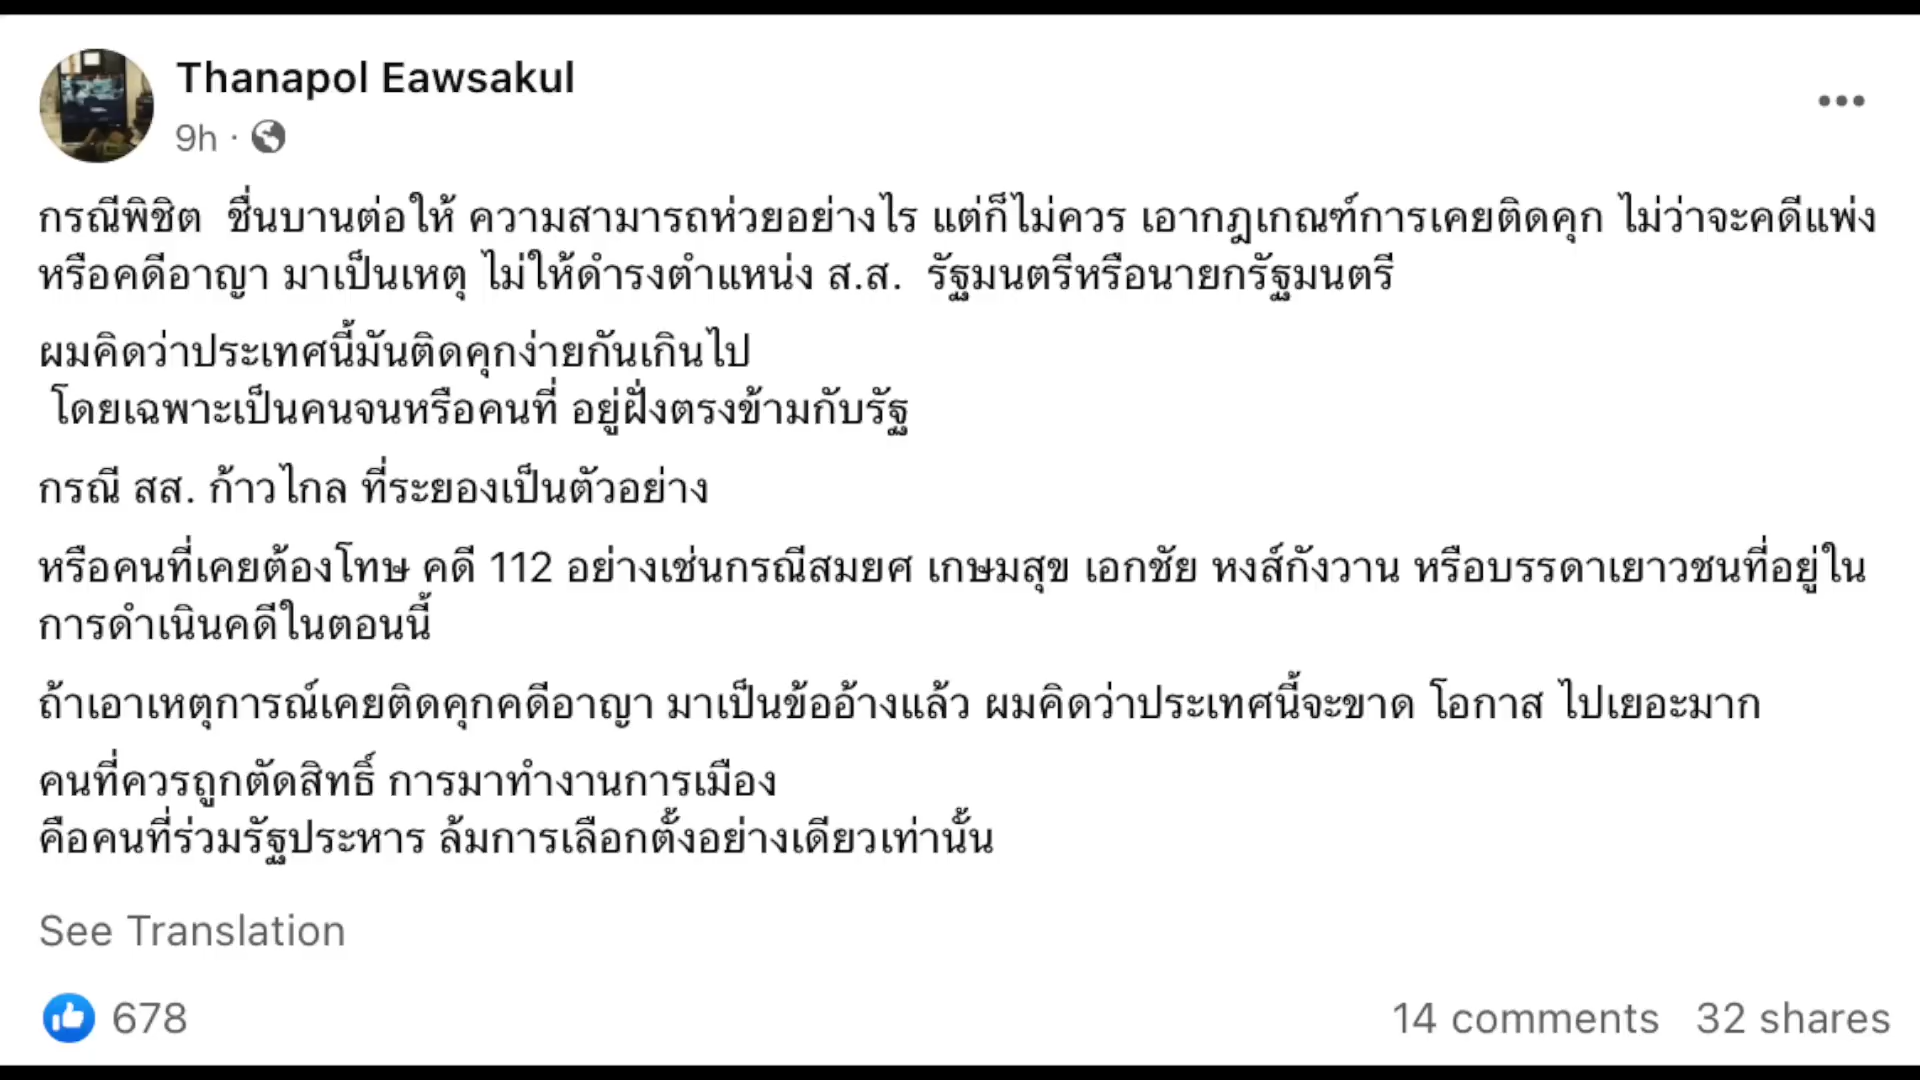 Thanapol Eawsakul
9h ·
กรณีพิชิต ชื่นบานต่อให้ ความสามารถห่วยอย่างไร แต่ก็ไม่ควร เอากฎเกณฑ์การเคยติดคุก ไม่ว่าจะคดีแพ่ง
หรือคดีอาญา มาเป็นเหตุ ไม่ให้ดำรงตำแหน่ง ส.ส. รัฐมนตรีหรือนายกรัฐมนตรี
ผมคิดว่าประเทศนี้มันติดคุกง่ายกันเกินไป
โดยเฉพาะเป็นคนจนหรือคนที่ อยู่ฝั่งตรงข้ามกับรัฐ
กรณี สส. ก้าวไกล ที่ระยองเป็นตัวอย่าง
หรือคนที่เคยต้องโทษ คดี 112 อย่างเช่นกรณีสมยศ เกษมสุข เอกชัย หงส์กังวาน หรือบรรดาเยาวชนที่อยู่ใน
การดำเนินคดีในตอนนี้
ถ้าเอาเหตุการณ์เคยติดคุกคดีอาญา มาเป็นข้ออ้างแล้ว ผมคิดว่าประเทศนี้จะขาด โอกาส ไปเยอะมาก
คนที่ควรถูกตัดสิทธิ์ การมาทำงานการเมือง
คือคนที่ร่วมรัฐประหาร ล้มการเลือกตั้งอย่างเดียวเท่านั้น
See Translation
678
14 comments 32 shares